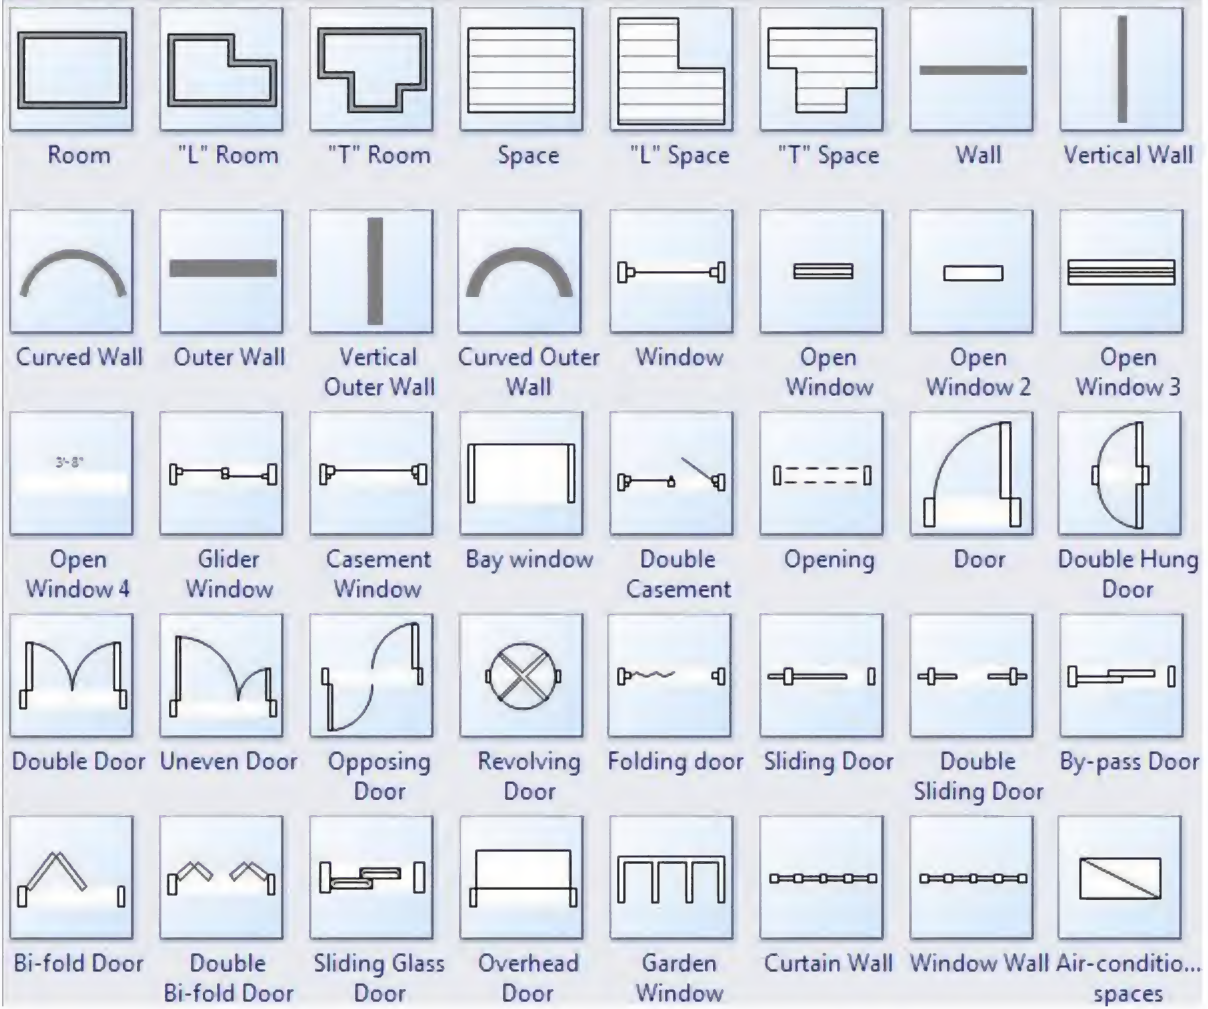 Room
"L" Room
"T" Room
Space
"L" Space
"T" Space
Wall
Vertical Wall
Curved Wall
Outer Wall
Vertical
Outer Wall
Curved Outer
Wall
Window
Open
Window
Open
Window 2
Open
Window 3
3'-8"
Open
Window 4
Glider
Window
Casement
Window
Bay window
Double
Casement
Opening
Door
Double Hung
Door
Double Door
Uneven Door
Opposing
Door
Revolving
Door
Folding door
Sliding Door
Double
Sliding Door
By-pass Door
Bi-fold Door
Double
Bi-fold Door
Sliding Glass
Door
Overhead
Door
Garden
Window
Curtain Wall
Window Wall
Air-conditio...
spaces